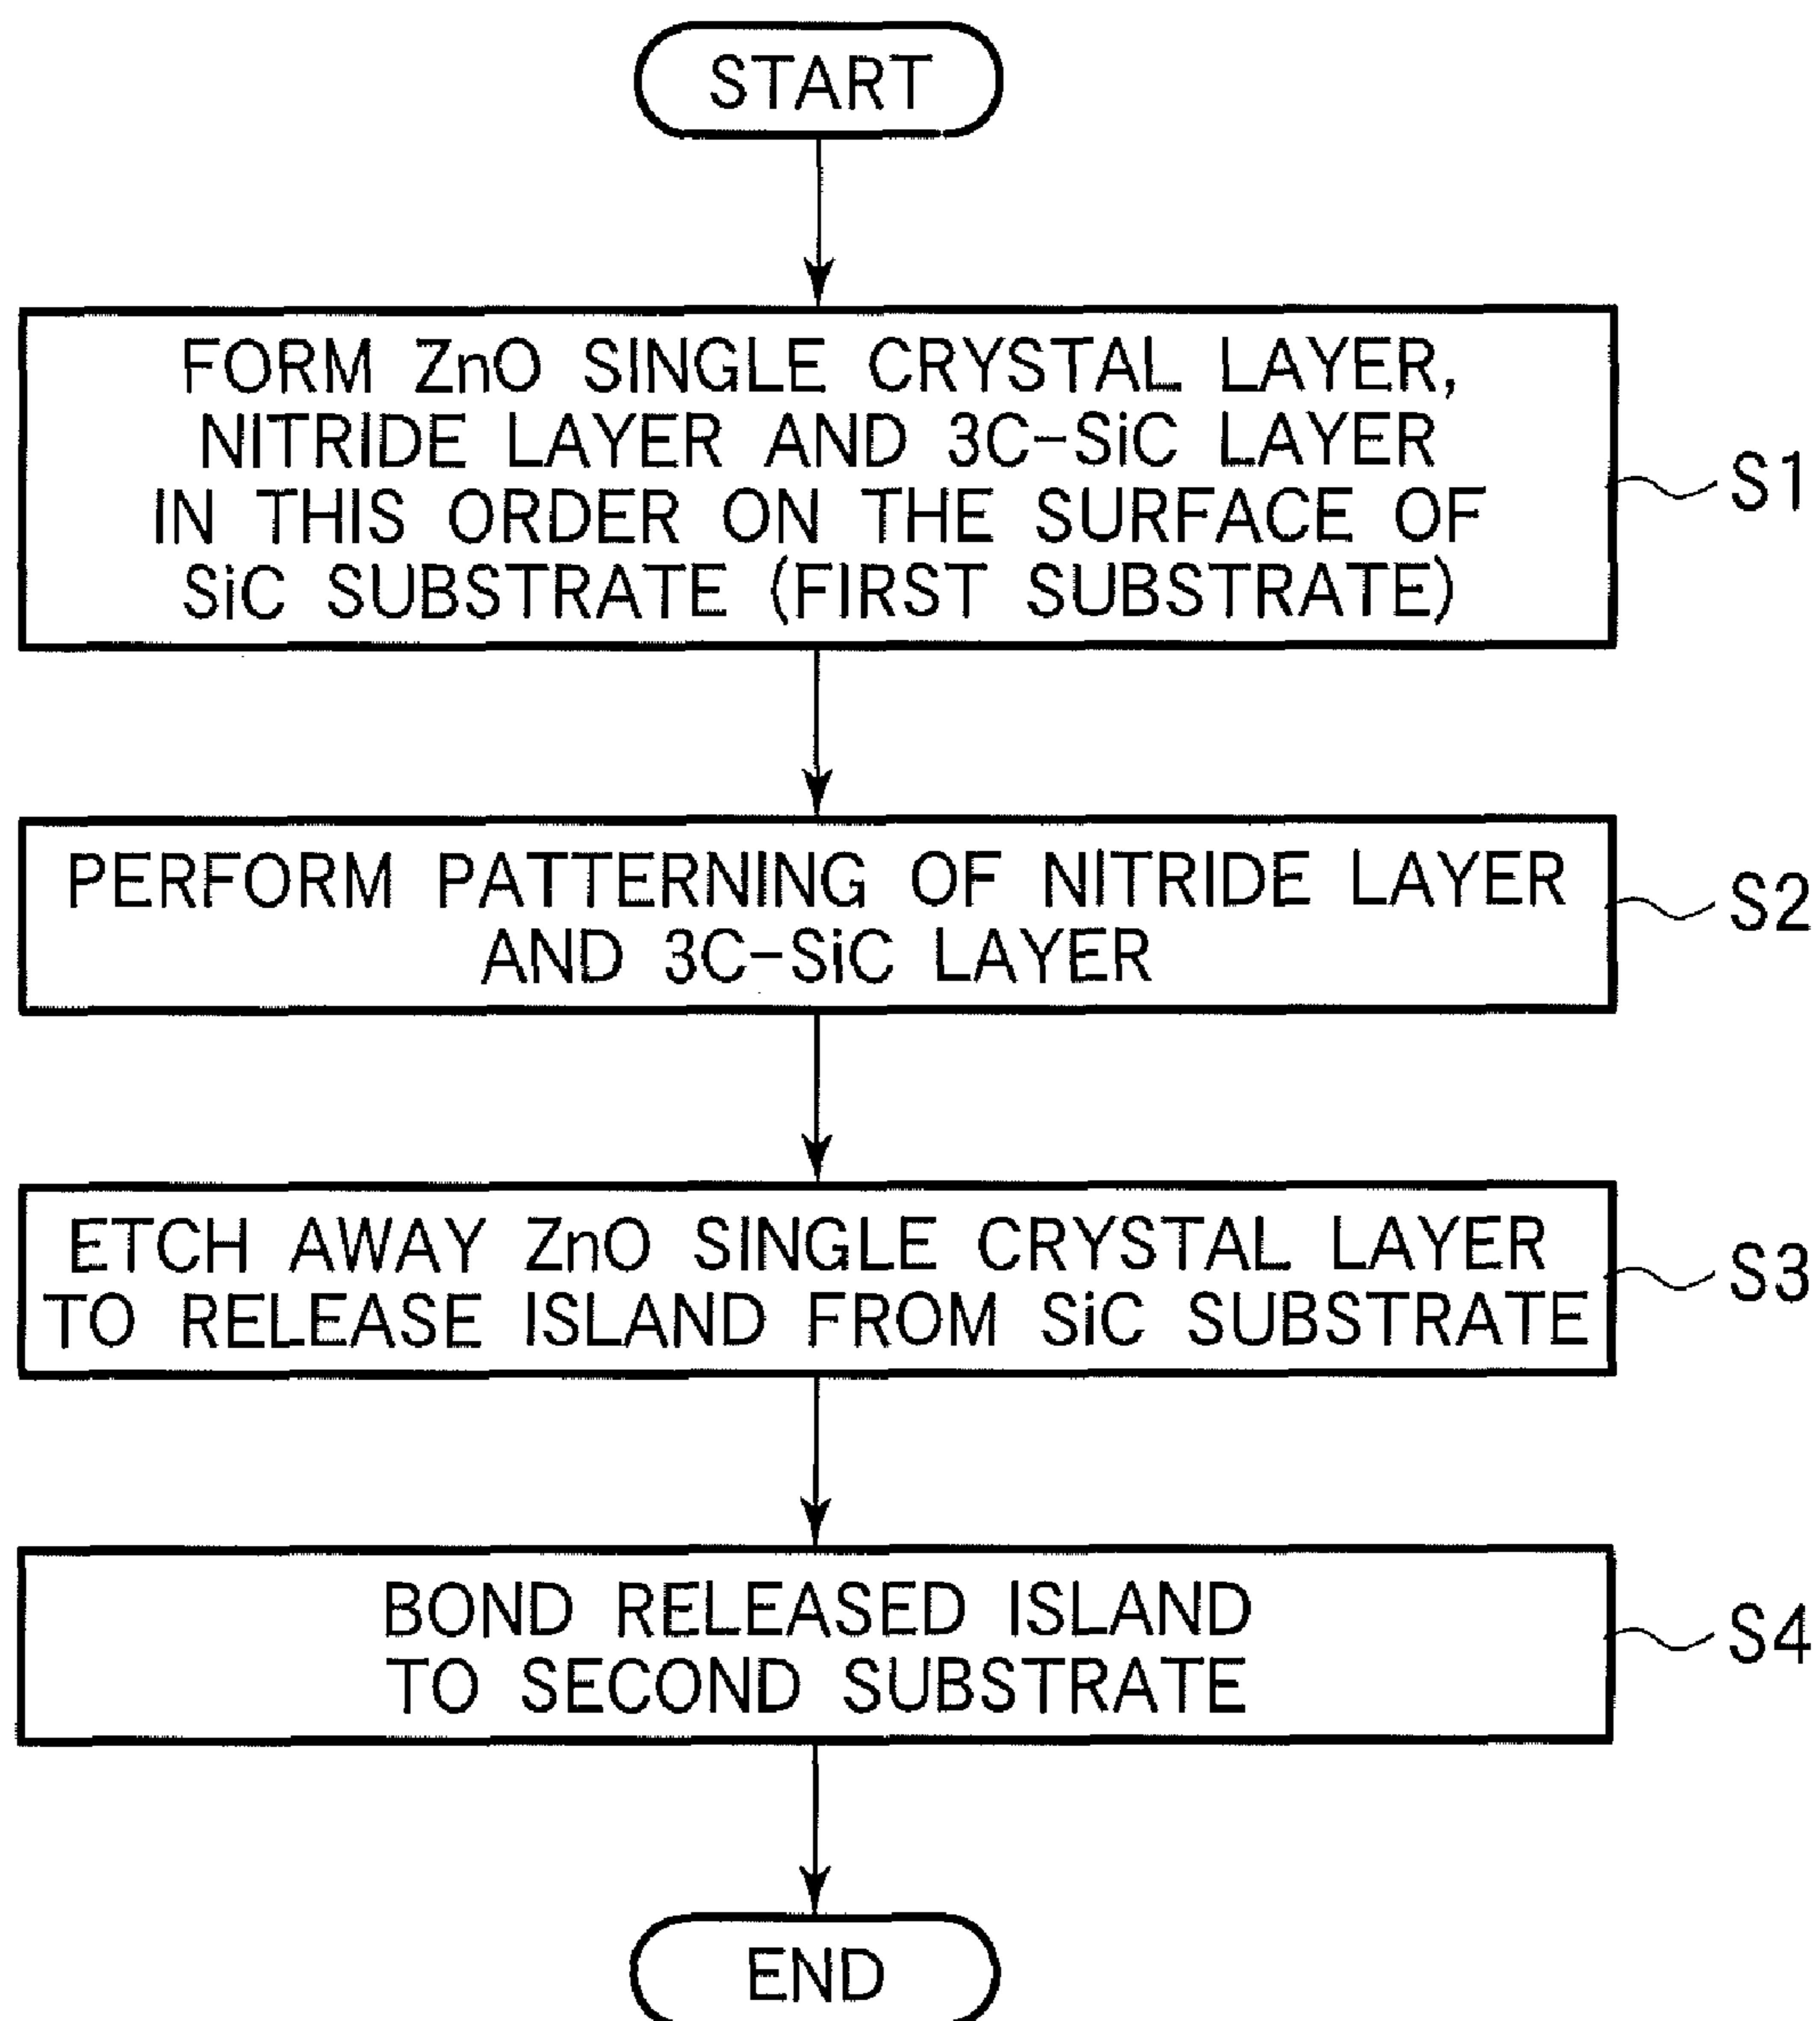 START
FORM ZnO SINGLE CRYSTAL LAYER,
NITRIDE LAYER AND 3C-SiC LAYER
IN THIS ORDER ON THE SURFACE OF
SiC SUBSTRATE (FIRST SUBSTRATE)
S1
PERFORM PATTERNING OF NITRIDE LAYER
AND 3C-SiC LAYER
S2
ETCH AWAY ZnO SINGLE CRYSTAL LAYER
TO RELEASE ISLAND FROM SiC SUBSTRATE
S3
BOND RELEASED ISLAND
TO SECOND SUBSTRATE
S4
END